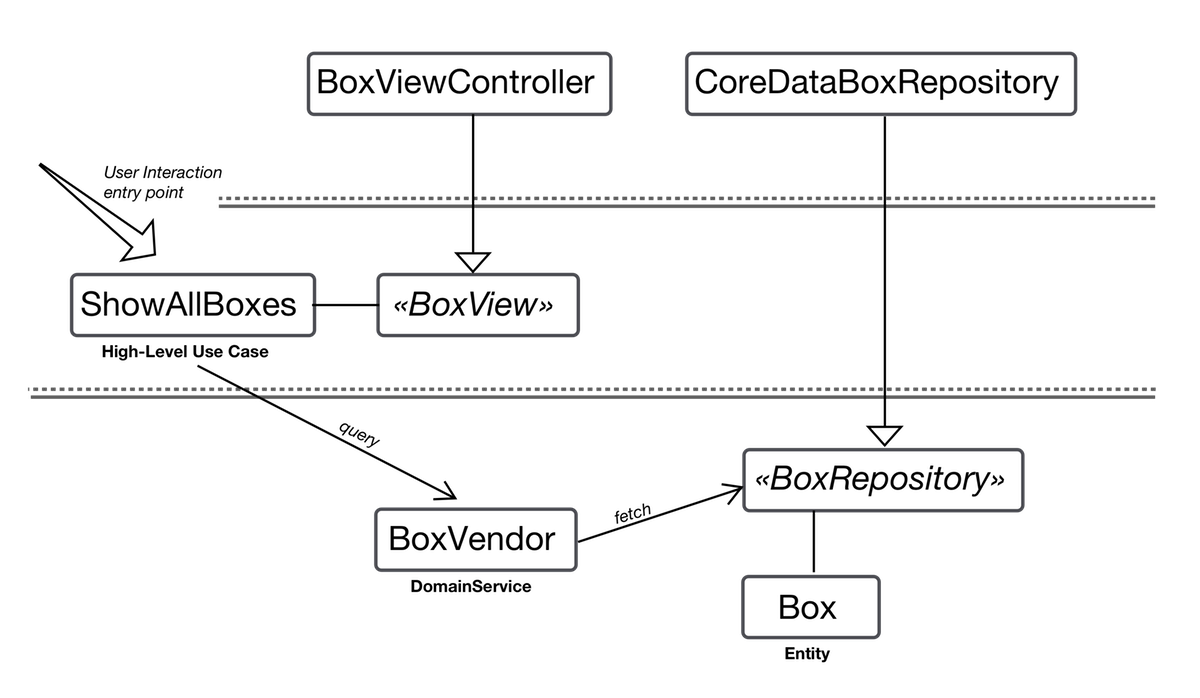 BoxViewController
CoreDataBoxRepository
User Interaction
entry point
ShowAllBoxes
«BoxView»
High-Level Use Case
query
«BoxRepository»
fetch
BoxVendor
DomainService
Box
Entity